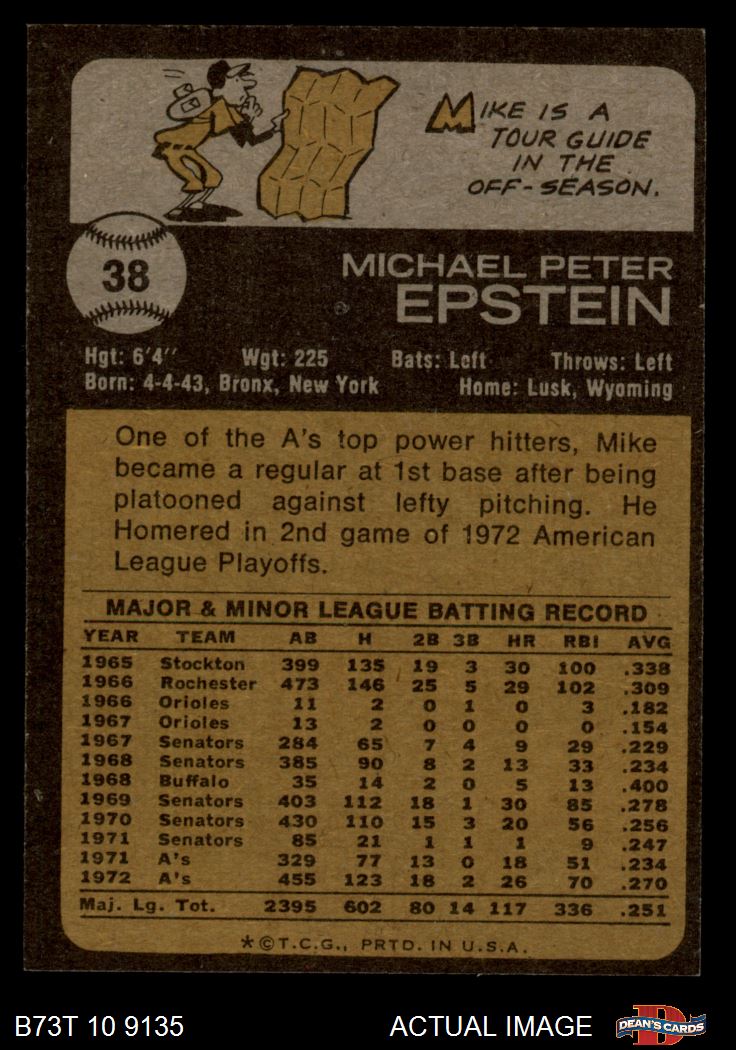 MIKE IS A
TOUR GUIDE
IN THE
OFF-SEASON.
38
MICHAEL PETER
EPSTEIN
Hgt: 6'4" Wgt: 225 Bats: Left Throws: Left
Born: 4-4-43, Bronx, New York Home: Lusk, Wyoming
One of the A's top power hitters, Mike
became a regular at 1st base after being
platooned against lefty pitching. He
Homered in 2nd game of 1972 American
League Playoffs.
MAJOR & MINOR LEAGUE BATTING RECORD
YEAR TEAM AB H 2B 3B HR RBI AVG
1965 Stockton 399 135 19 3 30 100 .338
1966 Rochester 473 146 25 5 29 102 .309
1966 Orioles 11 2 0 1 0 3 .182
1967 Orioles 13 2 0 0 0 0 .154
1967 Senators 284 65 7 4 9 29 .229
1968 Senators 385 90 8 2 13 33 .234
1968 Buffalo 35 14 2 0 5 13 .400
1969 Senators 403 112 18 1 30 85 .278
1970 Senators 430 110 15 3 20 56 .256
1971 Senators 85 21 1 1 1 9 .247
1971 A's 329 77 13 0 18 51 .234
1972 A's 455 123 18 2 26 70 .270
Maj. Lg. Tot. 2395 602 80 14 117 336 .251
*©T.C.G., PRTD. IN U.S.A.
B73T 10 9135 ACTUAL IMAGE D DEAN'S CARDS